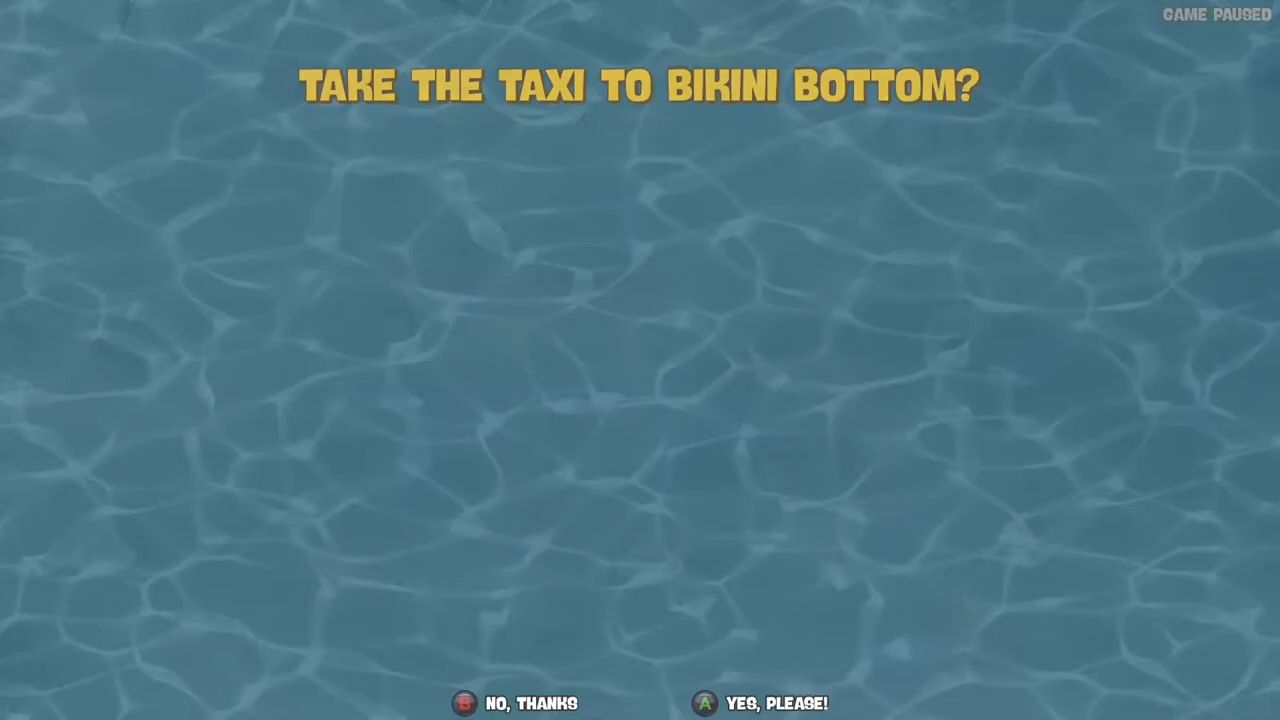 GAME PAUSED
TAKE THE TAXI TO BIKINI BOTTOM?
B NO, THANKS
A YES, PLEASE!